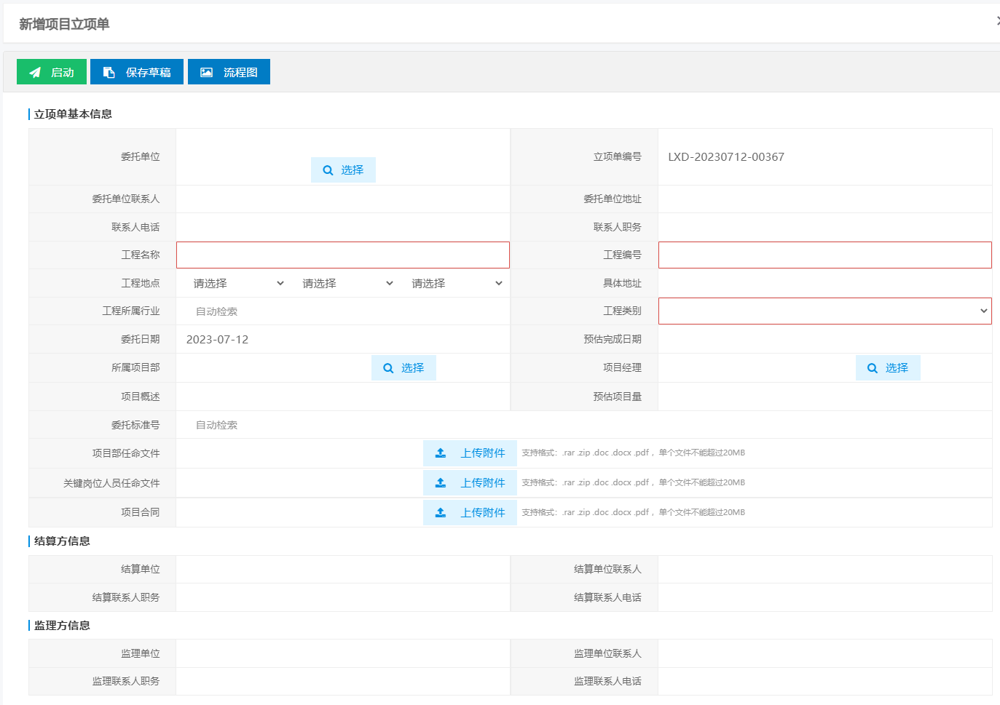 新增项目立项单
启动 保存草稿 流程图
立项单基本信息
委托单位 选择 立项单编号 LXD-20230712-00367
委托单位联系人 委托单位地址
联系人电话 联系人职务
工程名称 工程编号
工程地点 请选择 请选择 请选择 具体地址
工程所属行业 自动检索 工程类别
委托日期 2023-07-12 预估完成日期
所属项目部 选择 项目经理 选择
项目概述 预估项目量
委托标准号 自动检索
项目部任命文件 上传附件 支持格式：.rar .zip .doc .docx .pdf ，单个文件不能超过20MB
关键岗位人员任命文件 上传附件 支持格式：.rar .zip .doc .docx .pdf ，单个文件不能超过20MB
项目合同 上传附件 支持格式：.rar .zip .doc .docx .pdf ，单个文件不能超过20MB
结算方信息
结算单位 结算单位联系人
结算联系人职务 结算联系人电话
监理方信息
监理单位 监理单位联系人
监理联系人职务 监理联系人电话